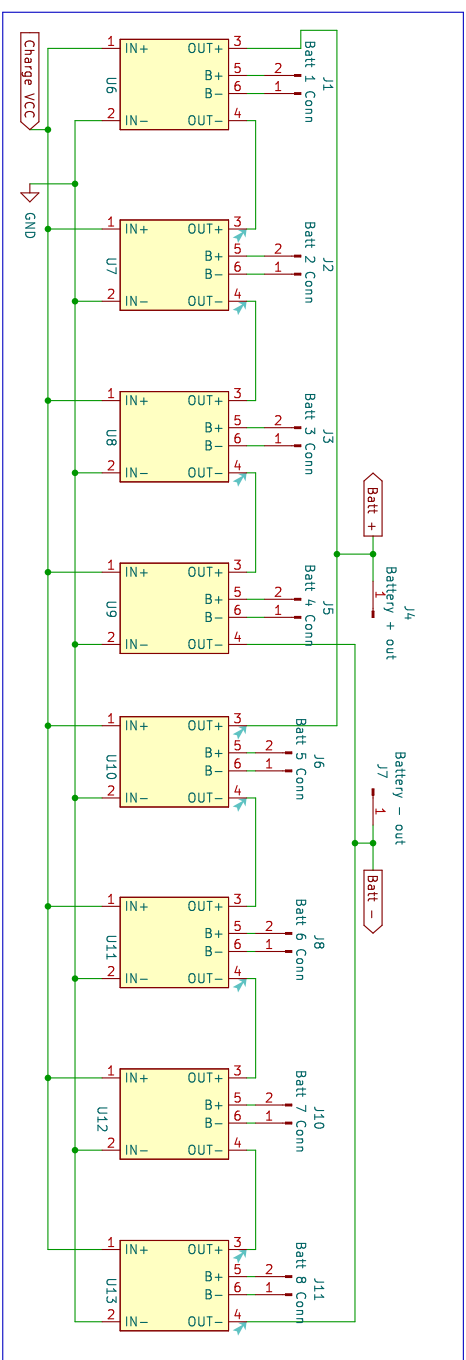 Charge VCC
GND
1 IN+ OUT+ 3
B+ 5 2
B- 6 1
2 IN- OUT- 4
U6
J1
Batt 1 Conn
1 IN+ OUT+ 3
B+ 5 2
B- 6 1
2 IN- OUT- 4
U7
J2
Batt 2 Conn
1 IN+ OUT+ 3
B+ 5 2
B- 6 1
2 IN- OUT- 4
U8
J3
Batt 3 Conn
1 IN+ OUT+ 3
B+ 5 2
B- 6 1
2 IN- OUT- 4
U9
J5
Batt 4 Conn
Batt +
1
J4
Battery + out
1 IN+ OUT+ 3
B+ 5 2
B- 6 1
2 IN- OUT- 4
U10
J6
Batt 5 Conn
J7
Battery - out
1
Batt -
1 IN+ OUT+ 3
B+ 5 2
B- 6 1
2 IN- OUT- 4
U11
J8
Batt 6 Conn
1 IN+ OUT+ 3
B+ 5 2
B- 6 1
2 IN- OUT- 4
U12
J10
Batt 7 Conn
1 IN+ OUT+ 3
B+ 5 2
B- 6 1
2 IN- OUT- 4
U13
J11
Batt 8 Conn